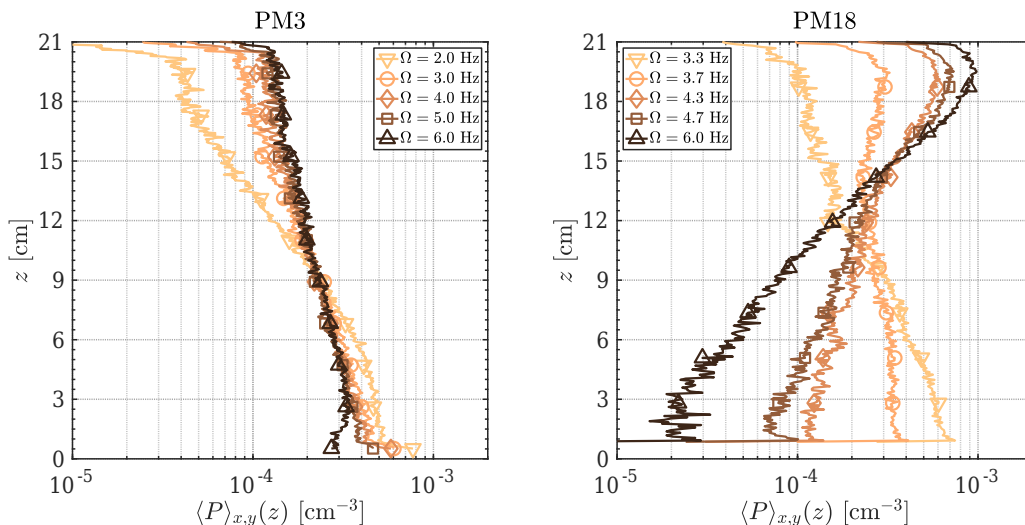 PM3
21
18
15
12
9
6
3
0
z [cm]
10⁻⁵
10⁻⁴
10⁻³
⟨P⟩x,y(z) [cm⁻³]
Ω = 2.0 Hz
Ω = 3.0 Hz
Ω = 4.0 Hz
Ω = 5.0 Hz
Ω = 6.0 Hz
PM18
21
18
15
12
9
6
3
0
z [cm]
10⁻⁵
10⁻⁴
10⁻³
⟨P⟩x,y(z) [cm⁻³]
Ω = 3.3 Hz
Ω = 3.7 Hz
Ω = 4.3 Hz
Ω = 4.7 Hz
Ω = 6.0 Hz